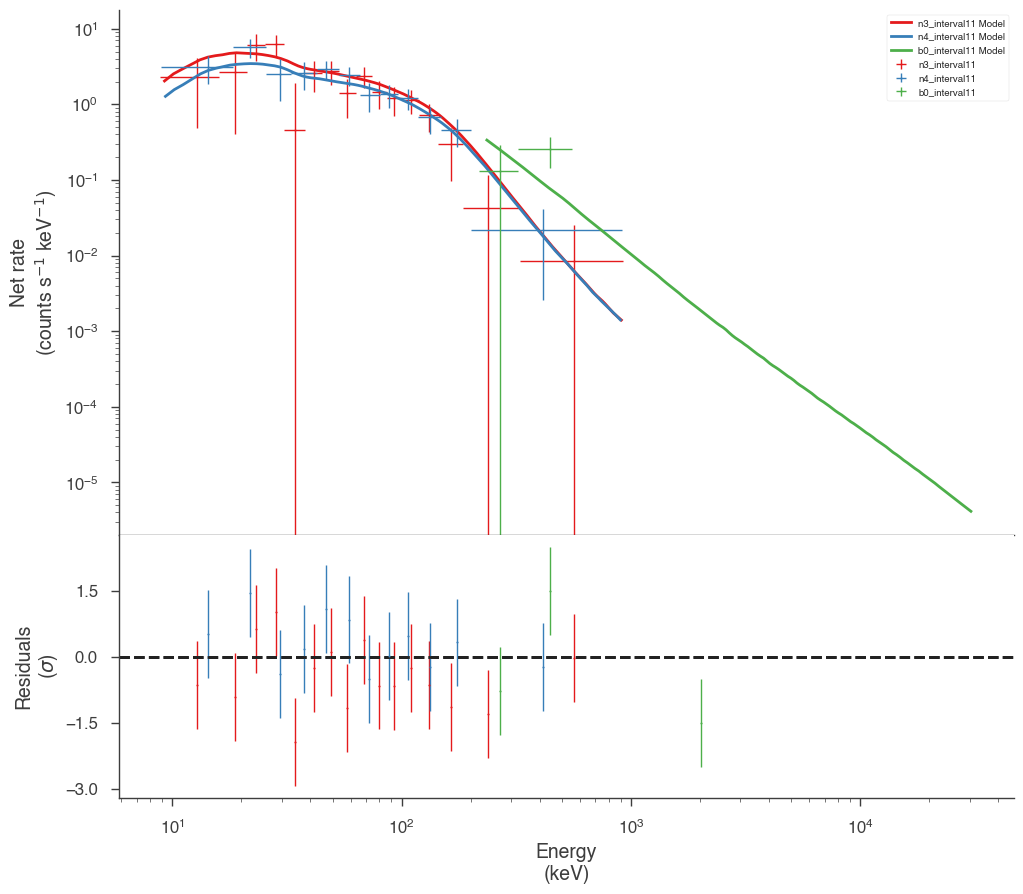 n3_interval11 Model
n4_interval11 Model
b0_interval11 Model
n3_interval11
n4_interval11
b0_interval11
Net rate
(counts s⁻¹ keV⁻¹)
10¹
10⁰
10⁻¹
10⁻²
10⁻³
10⁻⁴
10⁻⁵
Residuals
(σ)
1.5
0.0
−1.5
−3.0
10¹ 10² 10³ 10⁴
Energy
(keV)